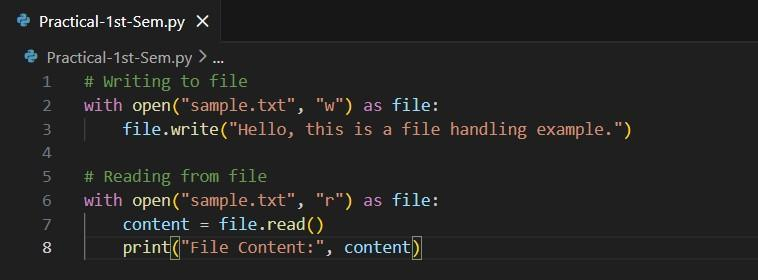 Practical-1st-Sem.py ×
Practical-1st-Sem.py > ...
1 # Writing to file
2 with open("sample.txt", "w") as file:
3     file.write("Hello, this is a file handling example.")
4
5 # Reading from file
6 with open("sample.txt", "r") as file:
7     content = file.read()
8     print("File Content:", content)